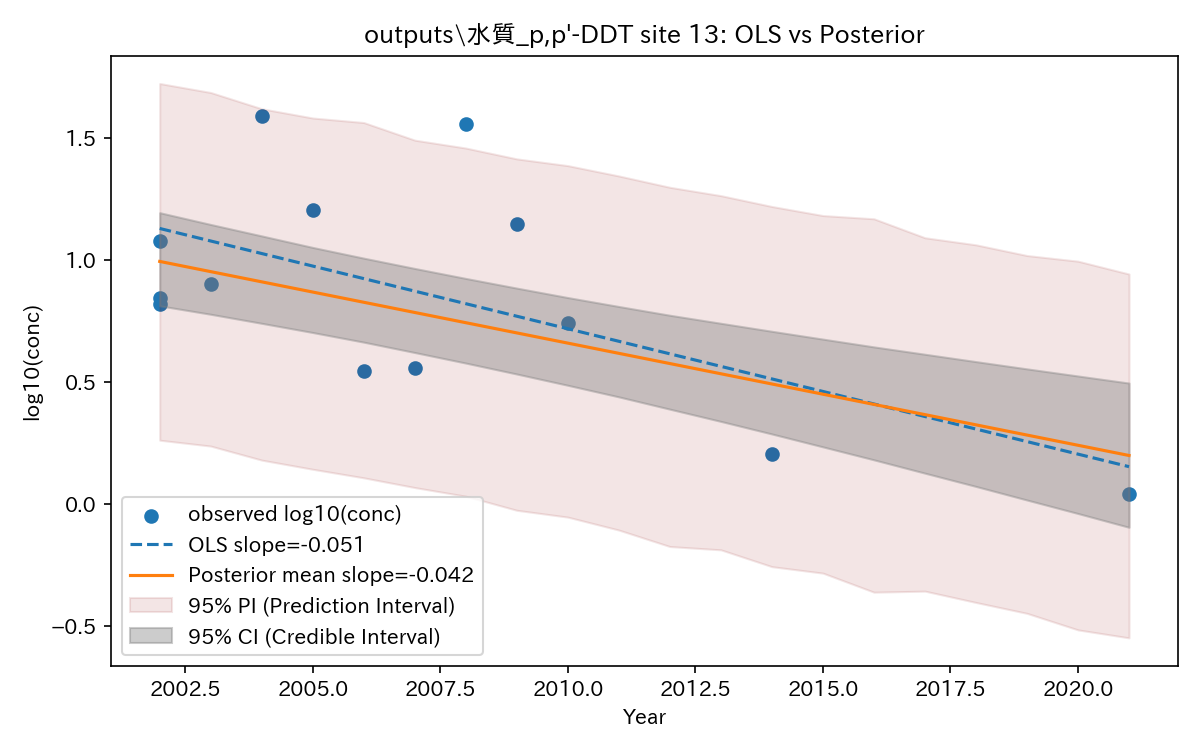 outputs\水質_p,p'-DDT site 13: OLS vs Posterior
log10(conc)
1.5
1.0
0.5
0.0
−0.5
observed log10(conc)
OLS slope=-0.051
Posterior mean slope=-0.042
95% PI (Prediction Interval)
95% CI (Credible Interval)
2002.5 2005.0 2007.5 2010.0 2012.5 2015.0 2017.5 2020.0
Year